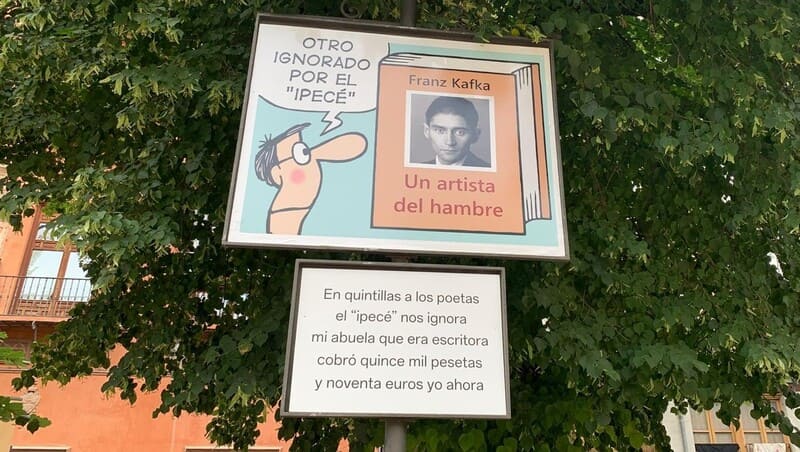 OTRO
IGNORADO
POR EL
"IPECÉ"
Franz Kafka
Un artista
del hambre
En quintillas a los poetas
el “ipecé” nos ignora
mi abuela que era escritora
cobró quince mil pesetas
y noventa euros yo ahora